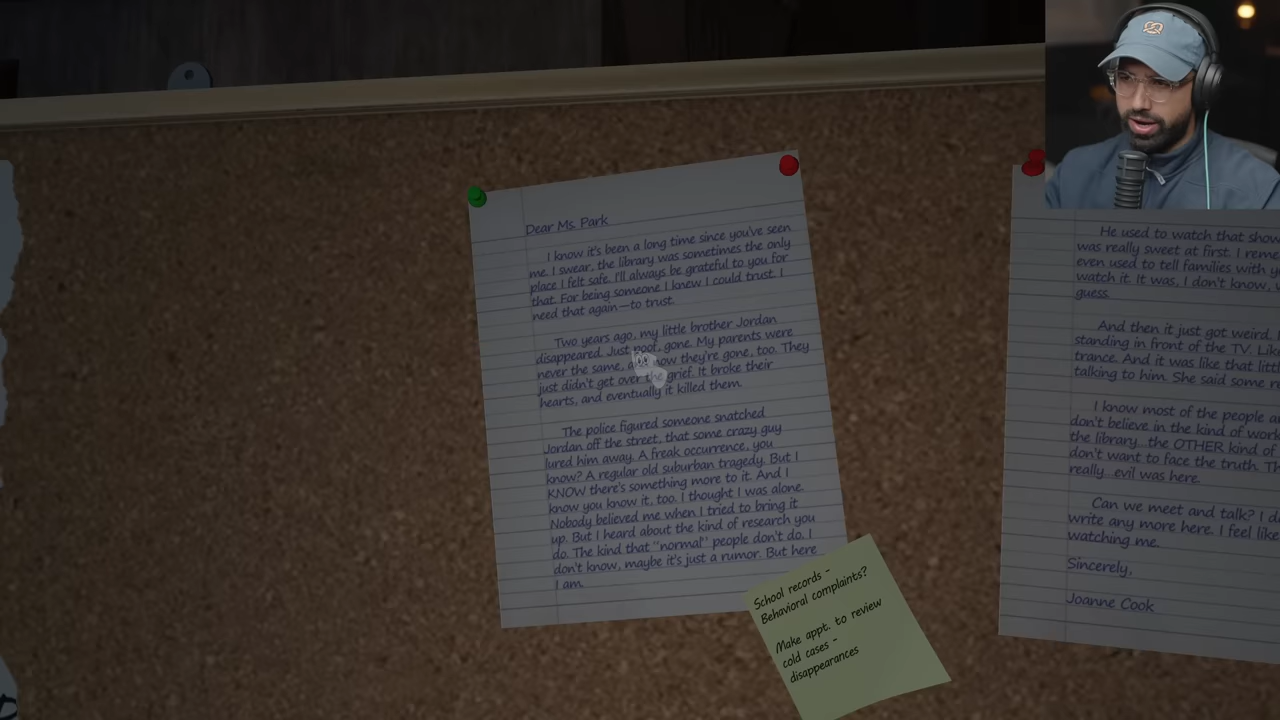 Dear Ms. Park
I know it's been a long time since you've seen
me. I swear, the library was sometimes the only
place I felt safe. I'll always be grateful to you for
that. For being someone I knew I could trust. I
need that again—to trust.
Two years ago, my little brother Jordan
disappeared. Just poof, gone. My parents were
never the same, now they're gone, too. They
just didn't get over the grief. It broke their
hearts, and eventually it killed them.
The police figured someone snatched
Jordan off the street, that some crazy guy
lured him away. A freak occurrence, you
know? A regular old suburban tragedy. But I
KNOW there's something more to it. And I
know you know it, too. I thought I was alone.
Nobody believed me when I tried to bring it
up. But I heard about the kind of research you
do. The kind that "normal" people don't do. I
don't know, maybe it's just a rumor. But here
I am.
School records -
Behavioral complaints?
Make appt. to review
cold cases -
disappearances
He used to watch that show
was really sweet at first. I
even used to tell families with
watch it. It was, I don't know,
guess.
And then it just got weird.
standing in front of the TV. Like
trance. And it was like that
talking to him. She said some
I know most of the people
don't believe in the kind of work
the library...the OTHER kind of
don't want to face the truth.
really evil was here.
Can we meet and talk? I
write any more here. I feel like
watching me.
Sincerely,
Joanne Cook